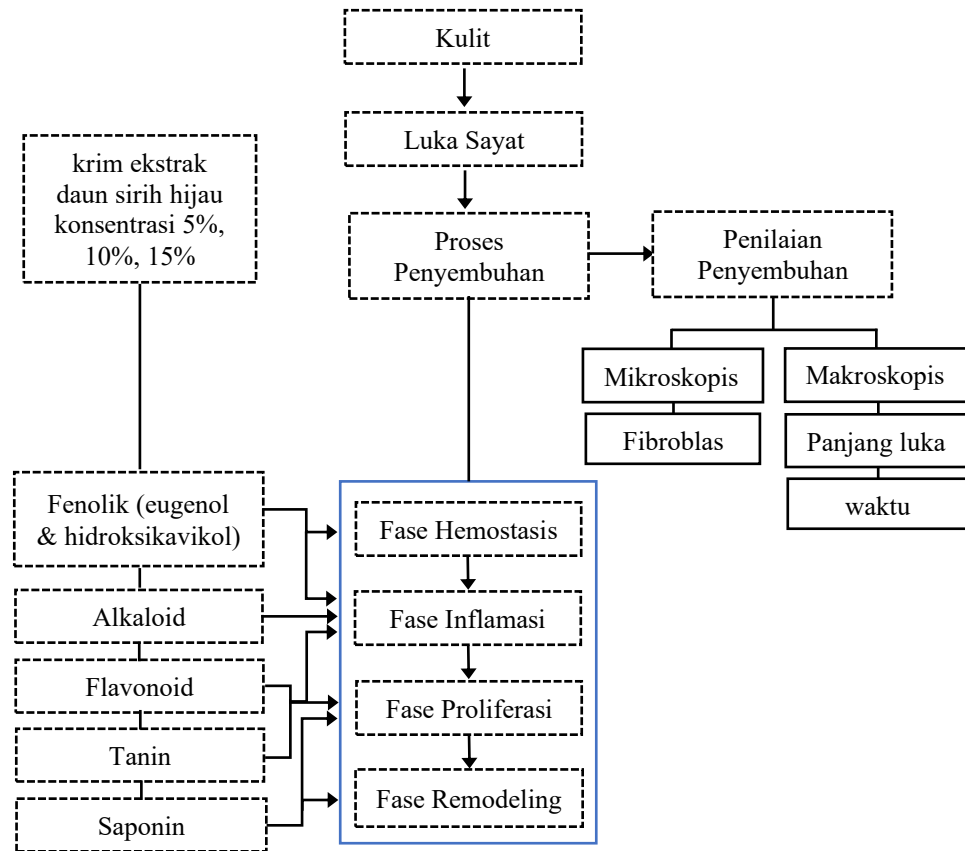 Kulit
Luka Sayat
krim ekstrak
daun sirih hijau
konsentrasi 5%,
10%, 15%
Proses
Penyembuhan
Penilaian
Penyembuhan
Mikroskopis
Makroskopis
Fibroblas
Panjang luka
waktu
Fenolik (eugenol
& hidroksikavikol)
Alkaloid
Flavonoid
Tanin
Saponin
Fase Hemostasis
Fase Inflamasi
Fase Proliferasi
Fase Remodeling